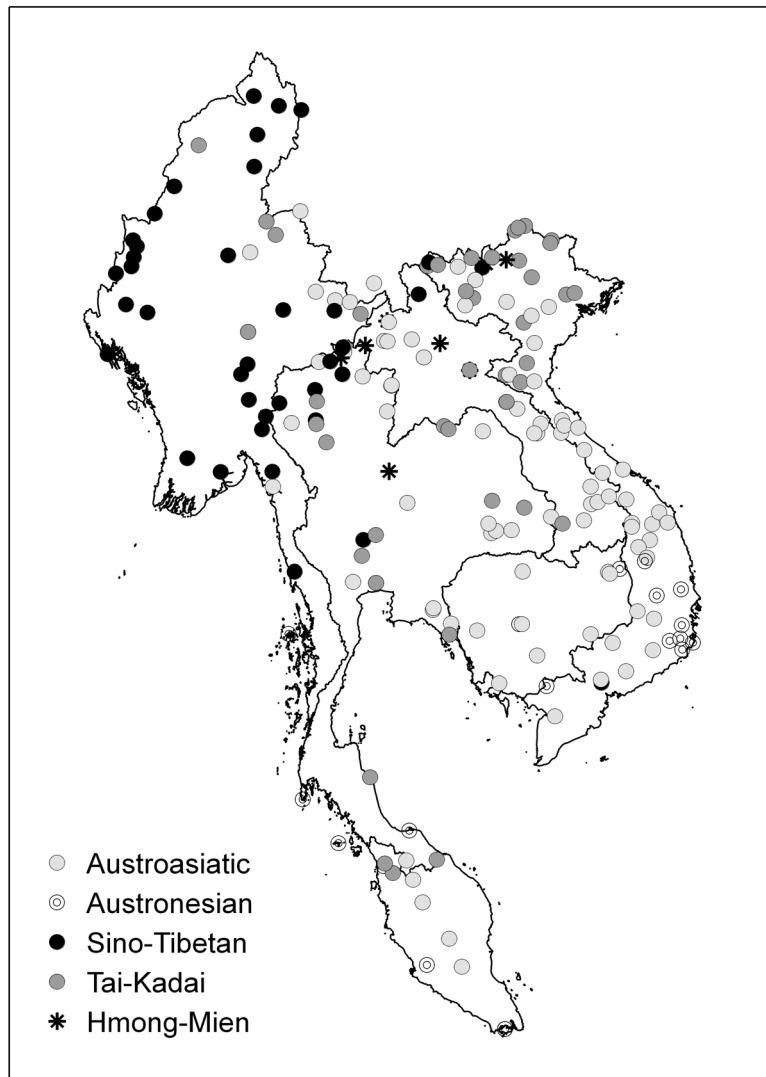 Austroasiatic
Austronesian
Sino-Tibetan
Tai-Kadai
Hmong-Mien